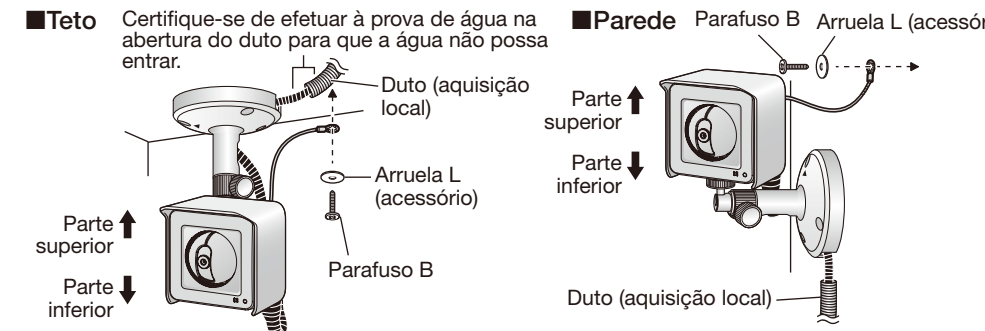 ■Teto
Certifique-se de efetuar à prova de água na
abertura do duto para que a água não possa
entrar.
Duto (aquisição
local)
Arruela L
(acessório)
Parafuso B
Parte
superior
Parte
inferior
■Parede
Parafuso B
Arruela L
Parte
superior
Parte
inferior
Duto (aquisição local)